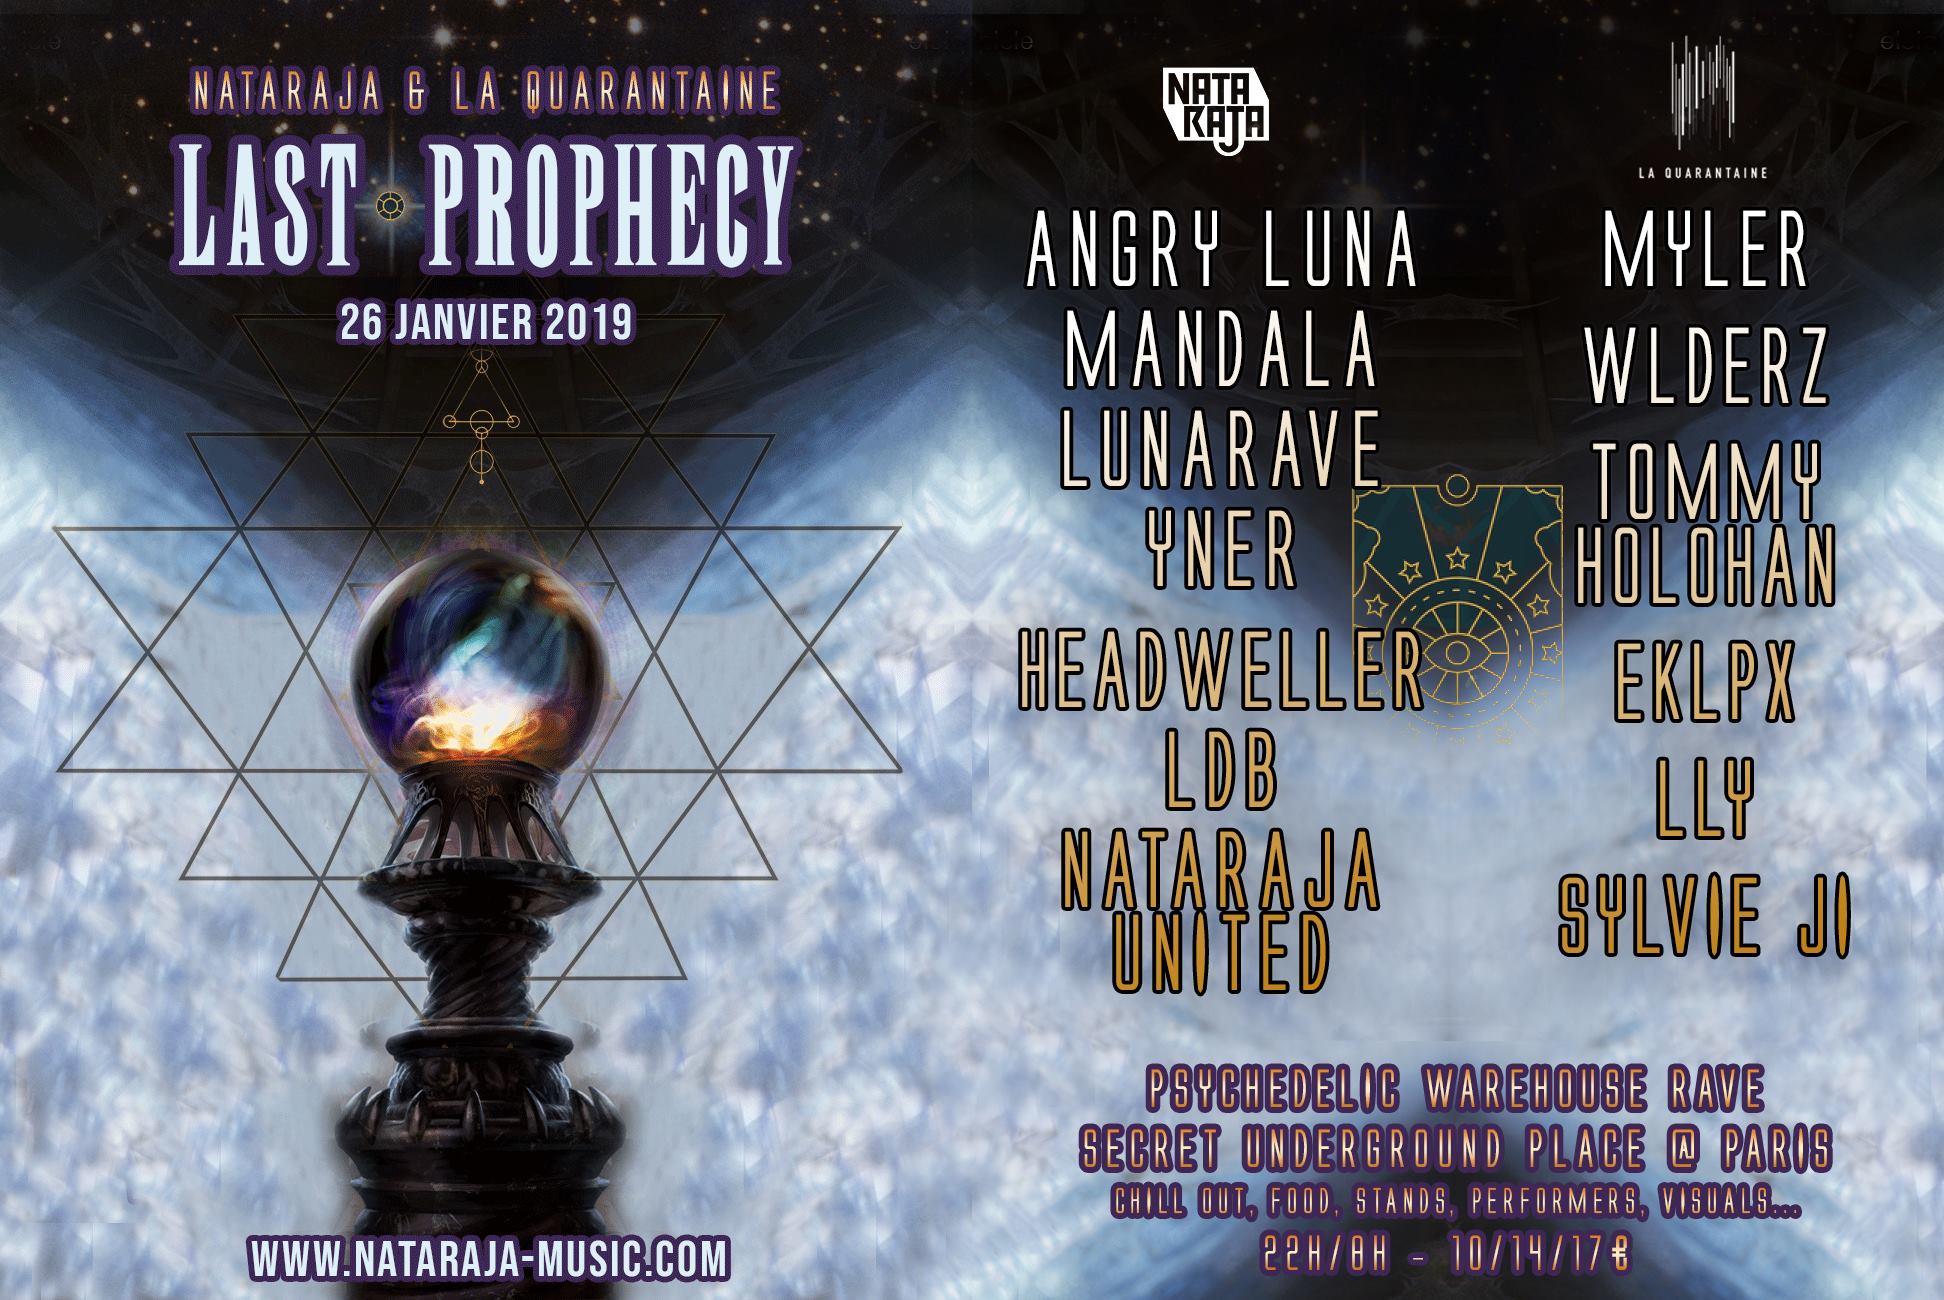 NATARAJA & LA QUARANTAINE
LAST PROPHECY
26 JANVIER 2019
WWW.NATARAJA-MUSIC.COM
NATA
RAJA
ANGRY LUNA
MANDALA
LUNARAVE
YNER
HEADWELLER
LDB
NATARAJA
UNITED
LA QUARANTAINE
MYLER
WLDERZ
TOMMY
HOLOHAN
EKLPX
LLY
SYLVIE JI
PSYCHEDELIC WAREHOUSE RAVE
SECRET UNDERGROUND PLACE @ PARIS
CHILL OUT, FOOD, STANDS, PERFORMERS, VISUALS...
22H/8H - 10/14/17€